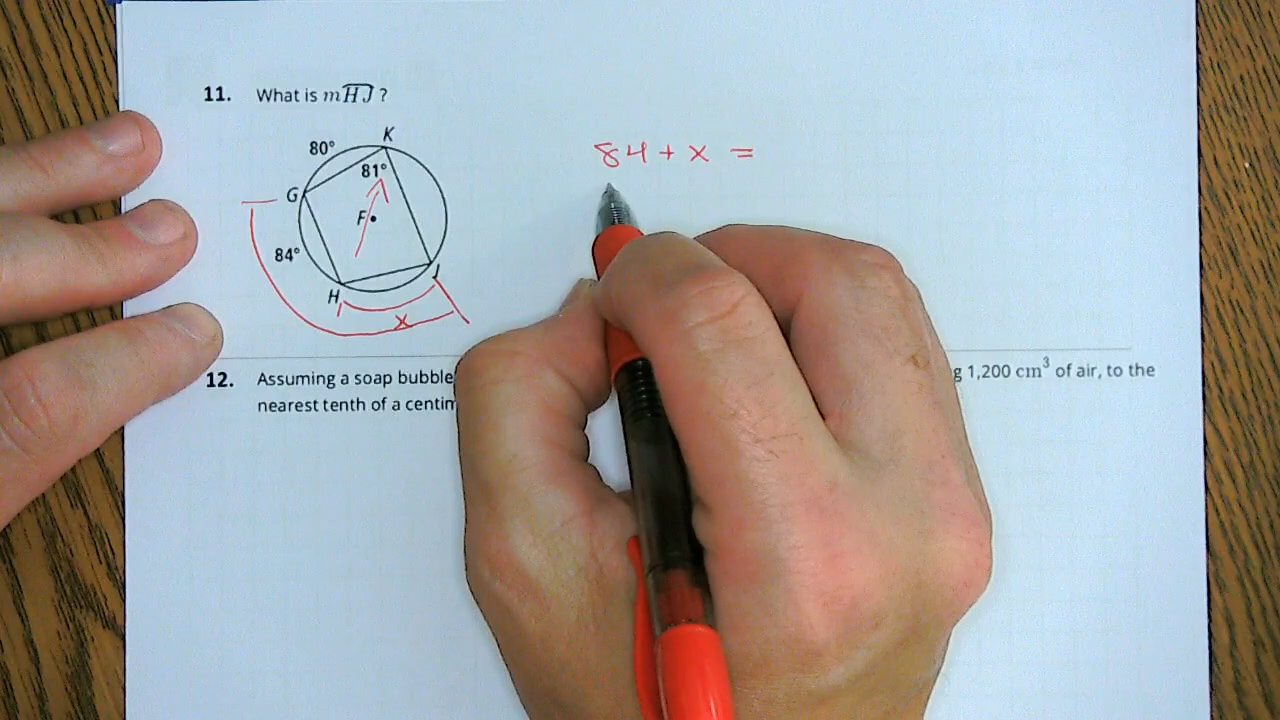 11. What is mHJ ?
80°
K
81°
G
F
84°
H
J
x
84 + x =
12. Assuming a soap bubble
g 1,200 cm³ of air, to the
nearest tenth of a centim